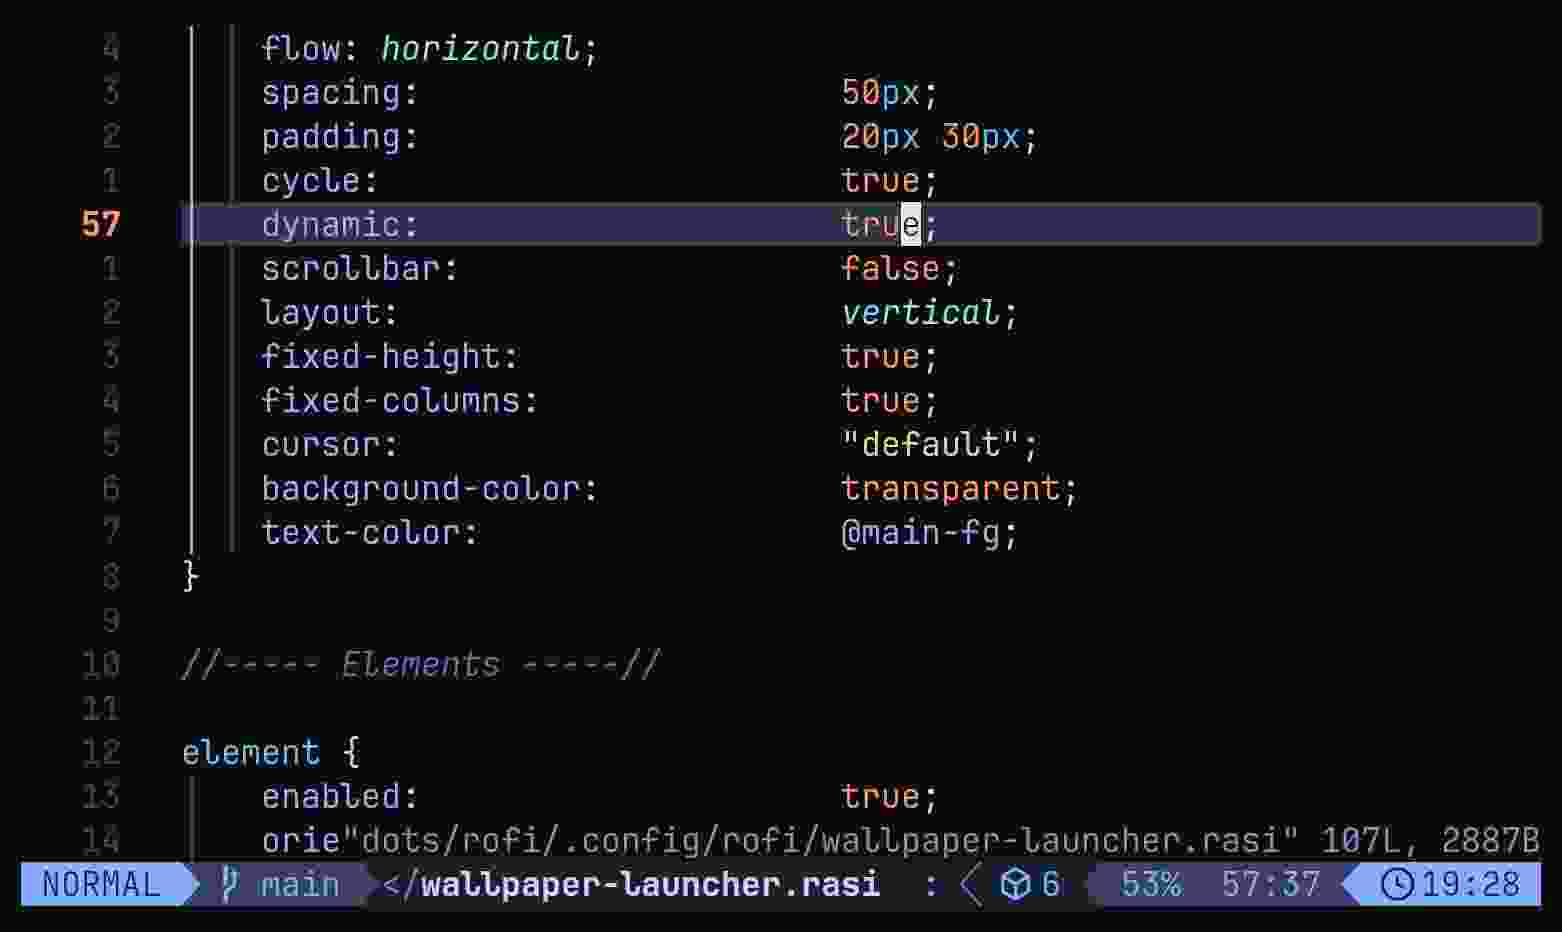 4 flow: horizontal;
3 spacing: 50px;
2 padding: 20px 30px;
1 cycle: true;
57 dynamic: true;
1 scrollbar: false;
2 layout: vertical;
3 fixed-height: true;
4 fixed-columns: true;
5 cursor: "default";
6 background-color: transparent;
7 text-color: @main-fg;
8 }
9
10 //----- Elements -----//
11
12 element {
13 enabled: true;
14 orie"dots/rofi/.config/rofi/wallpaper-launcher.rasi" 107L, 2887B
NORMAL main </wallpaper-launcher.rasi : 6 53% 57:37 19:28